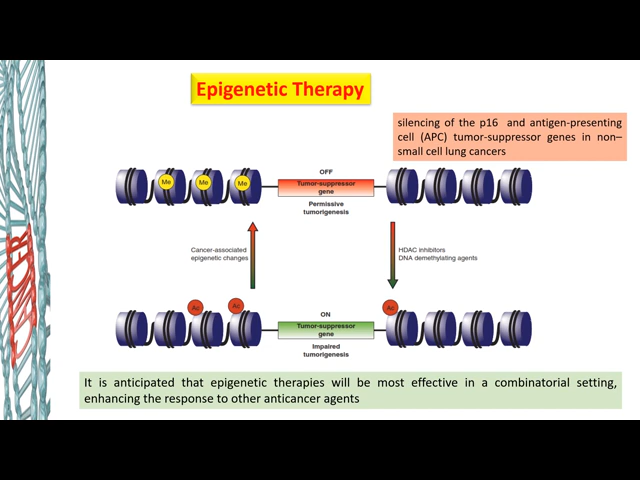 Epigenetic Therapy
silencing of the p16 and antigen-presenting
cell (APC) tumor-suppressor genes in non–
small cell lung cancers
OFF
Me
Me
Me
Tumor-suppressor
gene
Permissive
tumorigenesis
Cancer-associated
epigenetic changes
HDAC inhibitors
DNA demethylating agents
Ac
Ac
Ac
ON
Tumor-suppressor
gene
Impaired
tumorigenesis
CANCER
It is anticipated that epigenetic therapies will be most effective in a combinatorial setting,
enhancing the response to other anticancer agents